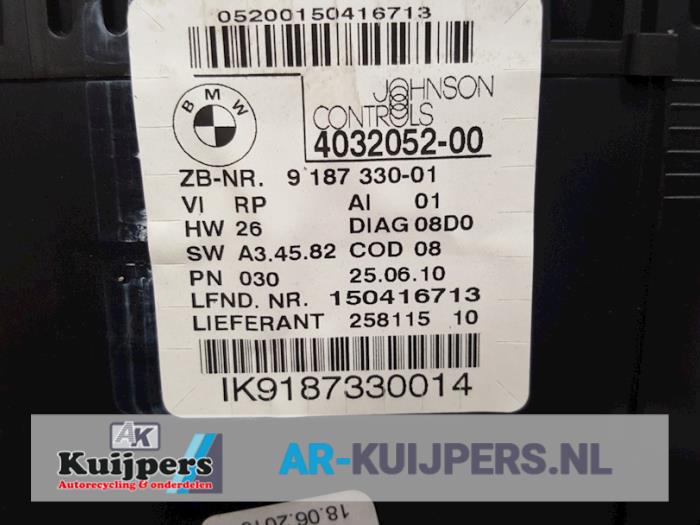 05200150416713
BMW
JOHNSON
CONTROLS
4032052-00
ZB-NR. 9 187 330-01
VI RP AI 01
HW 26 DIAG 08D0
SW A3.45.82 COD 08
PN 030 25.06.10
LFND. NR. 150416713
LIEFERANT 258115 10
IK9187330014
AK
Kuijpers
Autorecycling & onderdelen
AR-KUIJPERS.NL